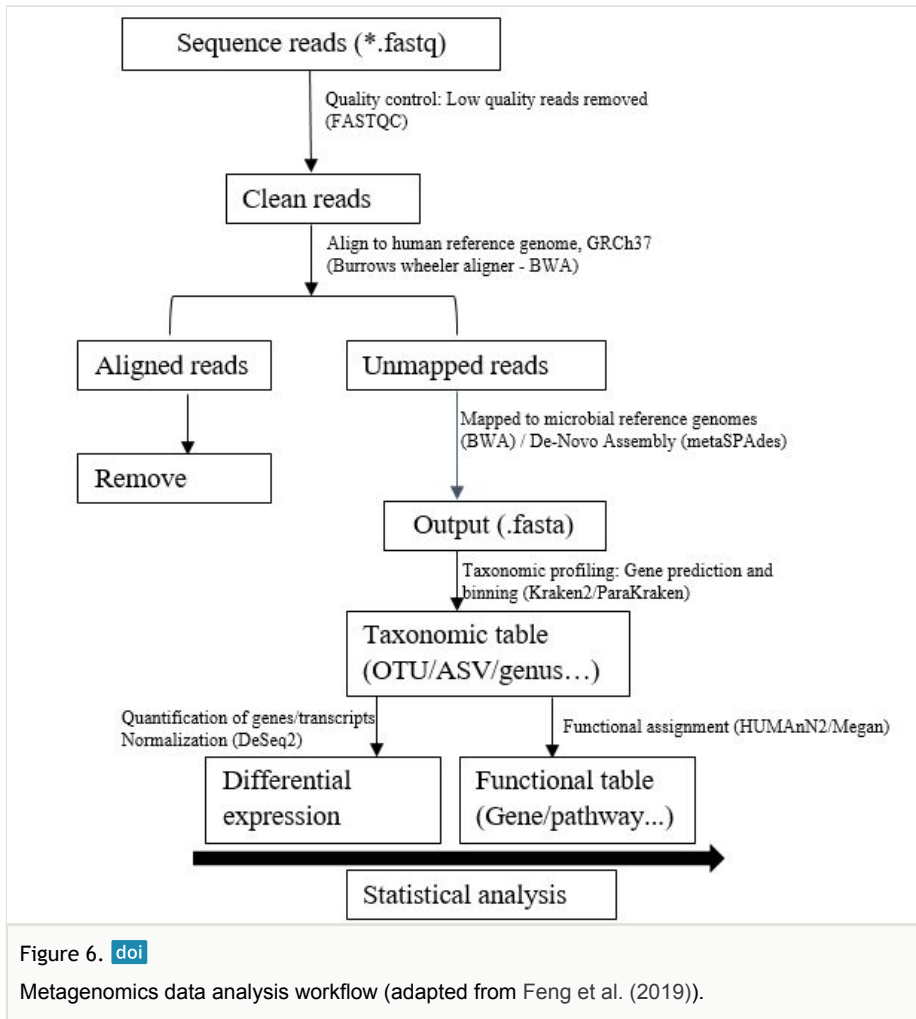 Sequence reads (*.fastq)
Quality control: Low quality reads removed
(FASTQC)
Clean reads
Align to human reference genome, GRCh37
(Burrows wheeler aligner - BWA)
Aligned reads
Unmapped reads
Mapped to microbial reference genomes
(BWA) / De-Novo Assembly (metaSPAdes)
Remove
Output (.fasta)
Taxonomic profiling: Gene prediction and
binning (Kraken2/ParaKraken)
Taxonomic table
(OTU/ASV/genus…)
Quantification of genes/transcripts
Normalization (DeSeq2)
Functional assignment (HUMAnN2/Megan)
Differential
expression
Functional table
(Gene/pathway...)
Statistical analysis
Figure 6. doi
Metagenomics data analysis workflow (adapted from Feng et al. (2019)).